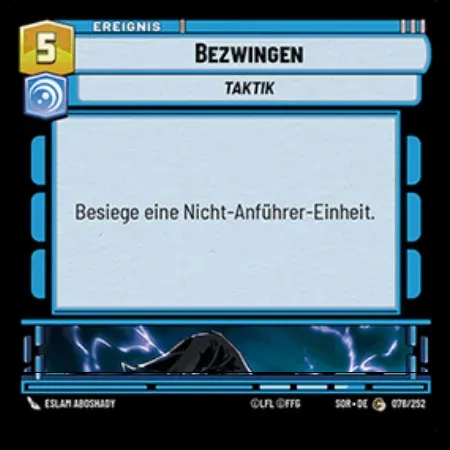 EREIGNIS
5
BEZWINGEN
TAKTIK
Besiege eine Nicht-Anführer-Einheit.
ESLAM ABOSHADY ©LFL ©FFG SOR • DE C 078/252